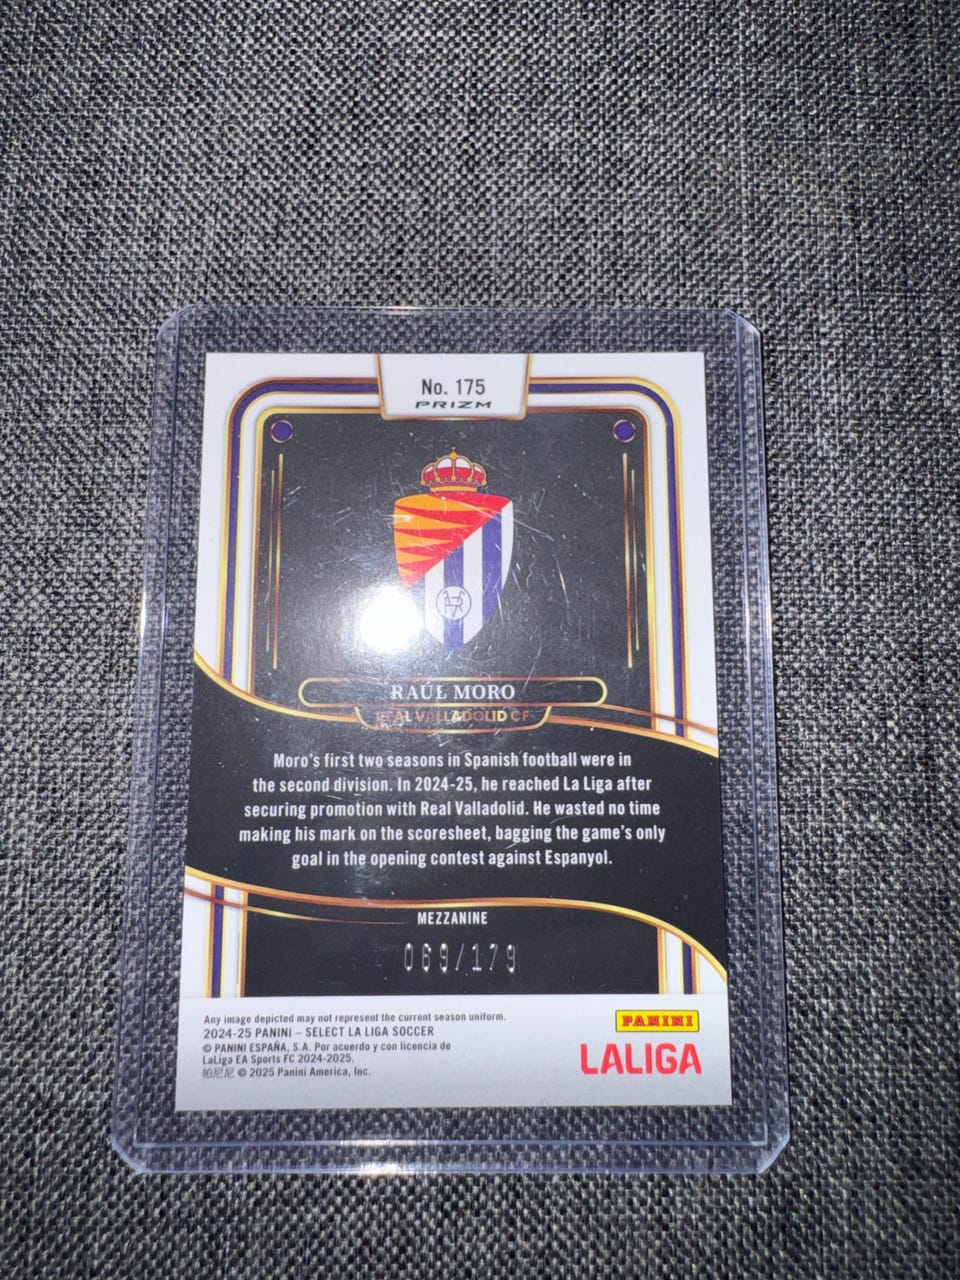 No. 175
PRIZM
RAÚL MORO
REAL VALLADOLID CF
Moro's first two seasons in Spanish football were in
the second division. In 2024-25, he reached La Liga after
securing promotion with Real Valladolid. He wasted no time
making his mark on the scoresheet, bagging the game's only
goal in the opening contest against Espanyol.
MEZZANINE
069/179
Any image depicted may not represent the current season uniform.
2024-25 PANINI – SELECT LA LIGA SOCCER
© PANINI ESPAÑA, S.A. Por acuerdo y con licencia de
LaLiga EA Sports FC 2024-2025.
帕尼尼 © 2025 Panini America, Inc.
PANINI
LALIGA